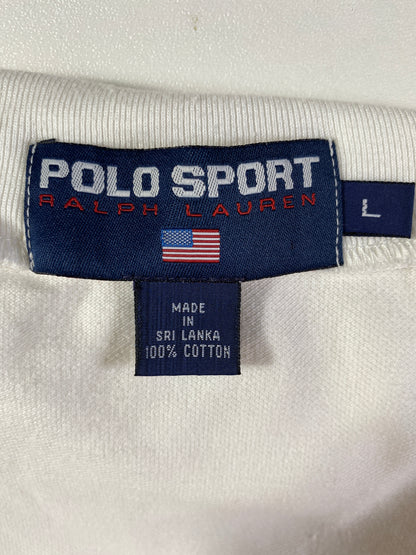 POLO SPORT
RALPH LAUREN
L
MADE
IN
SRI LANKA
100% COTTON